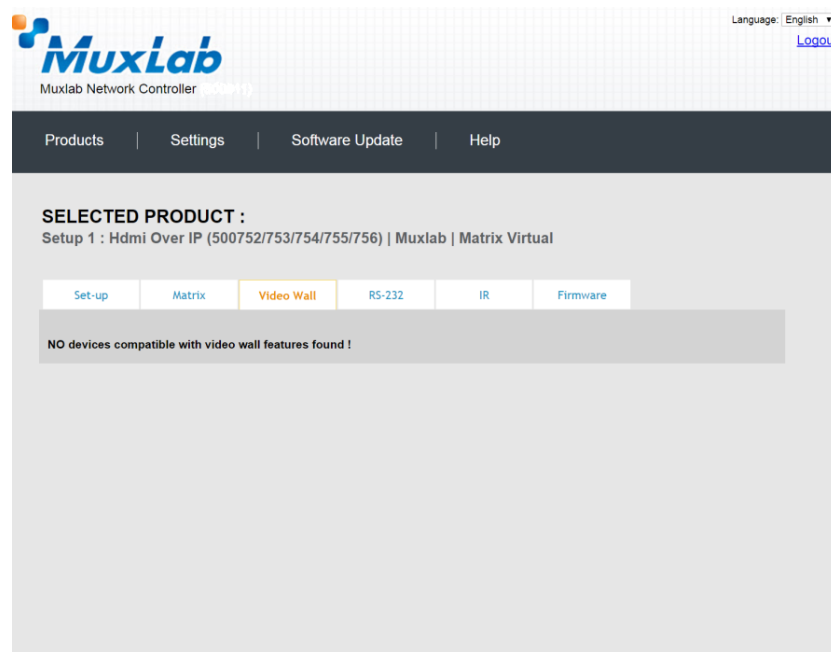 Language: English
Logou
MuxLab
Muxlab Network Controller
Products | Settings | Software Update | Help
SELECTED PRODUCT :
Setup 1 : Hdmi Over IP (500752/753/754/755/756) | Muxlab | Matrix Virtual
Set-up Matrix Video Wall RS-232 IR Firmware
NO devices compatible with video wall features found !